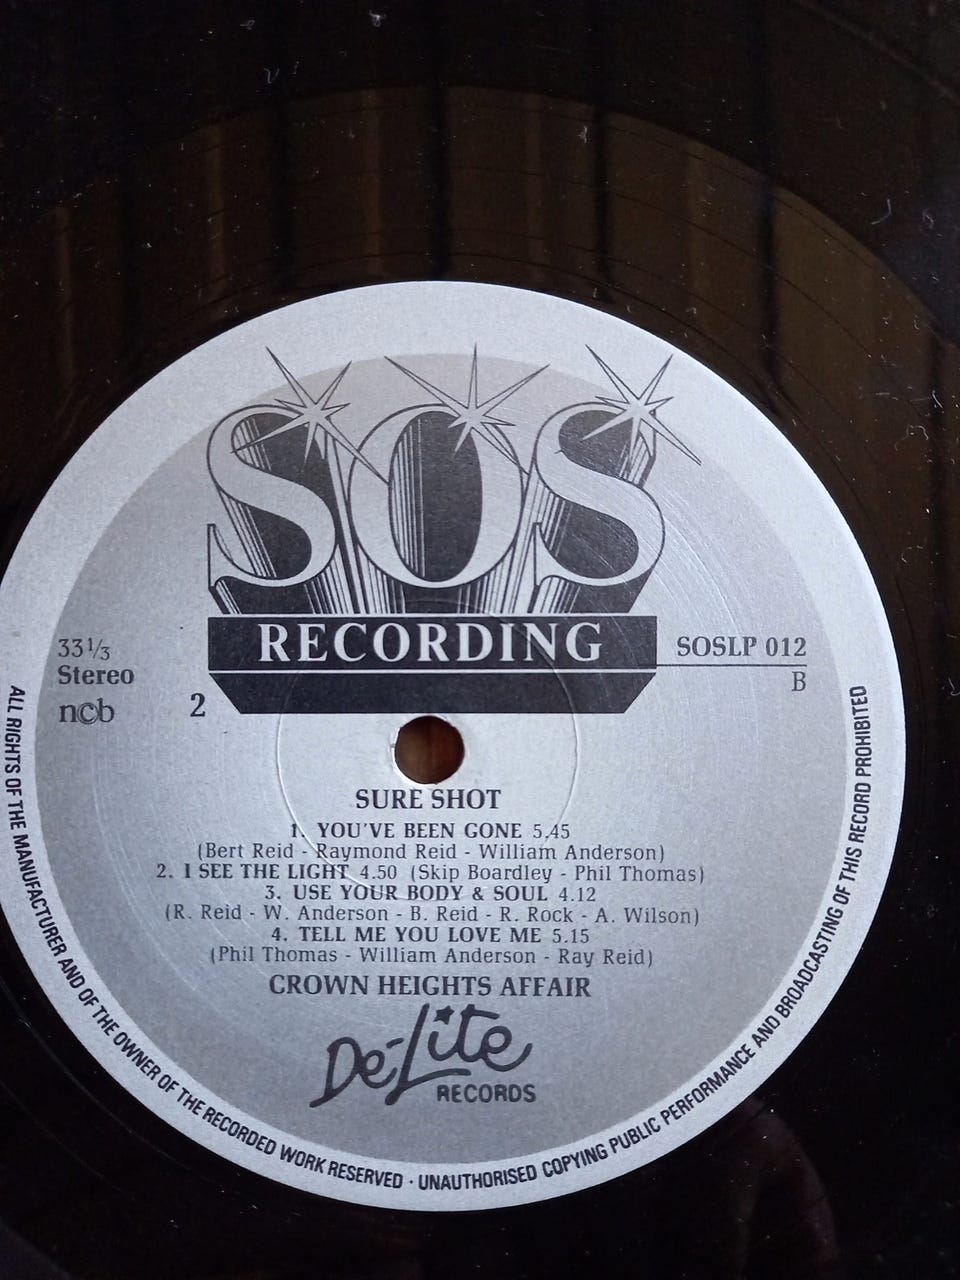 SOS
RECORDING
33 1/3
Stereo
ncb
2
SOSLP 012
B
SURE SHOT
1. YOU'VE BEEN GONE 5,45
(Bert Reid - Raymond Reid - William Anderson)
2. I SEE THE LIGHT 4.50 (Skip Boardley - Phil Thomas)
3. USE YOUR BODY & SOUL 4.12
(R. Reid - W. Anderson - B. Reid - R. Rock - A. Wilson)
4. TELL ME YOU LOVE ME 5.15
(Phil Thomas - William Anderson - Ray Reid)
CROWN HEIGHTS AFFAIR
De-Lite
RECORDS
ALL RIGHTS OF THE MANUFACTURER AND OF THE OWNER OF THE RECORDED WORK RESERVED · UNAUTHORISED COPYING PUBLIC PERFORMANCE AND BROADCASTING OF THIS RECORD PROHIBITED